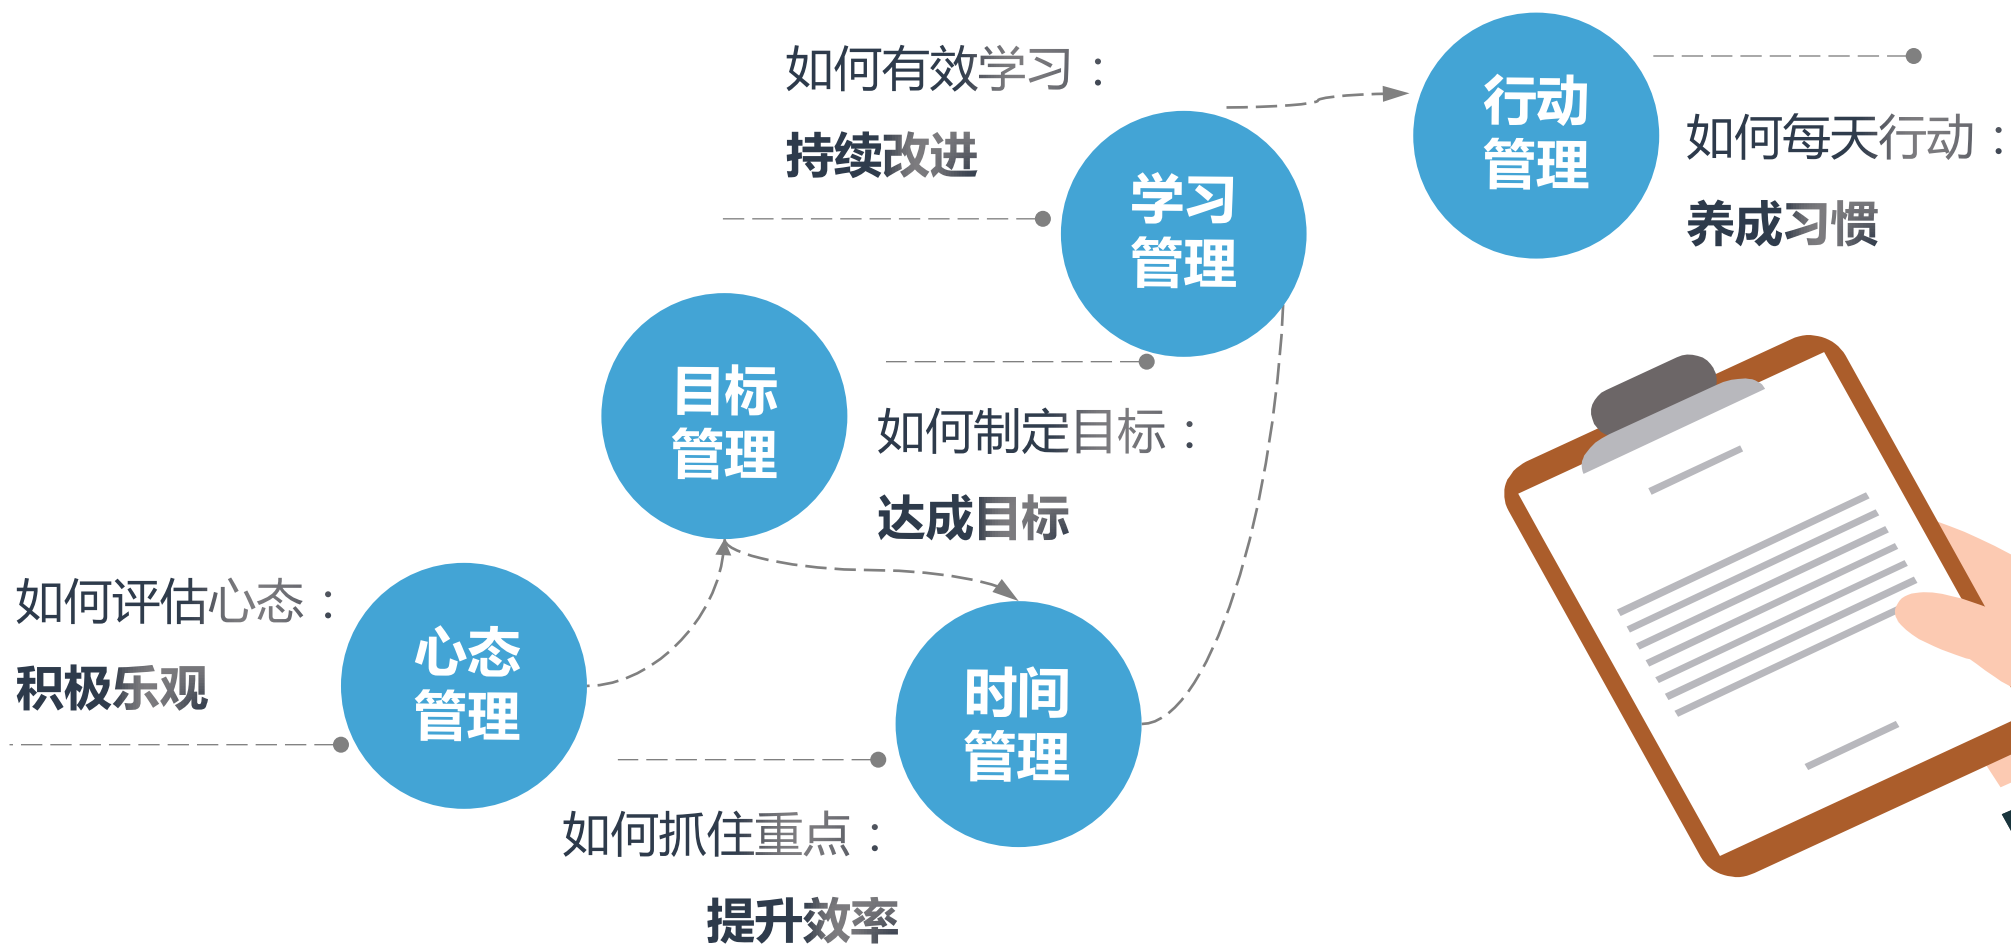 如何评估心态：
积极乐观
心态
管理
目标
管理
如何制定目标：
达成目标
时间
管理
如何抓住重点：
提升效率
如何有效学习：
持续改进
学习
管理
行动
管理
如何每天行动：
养成习惯